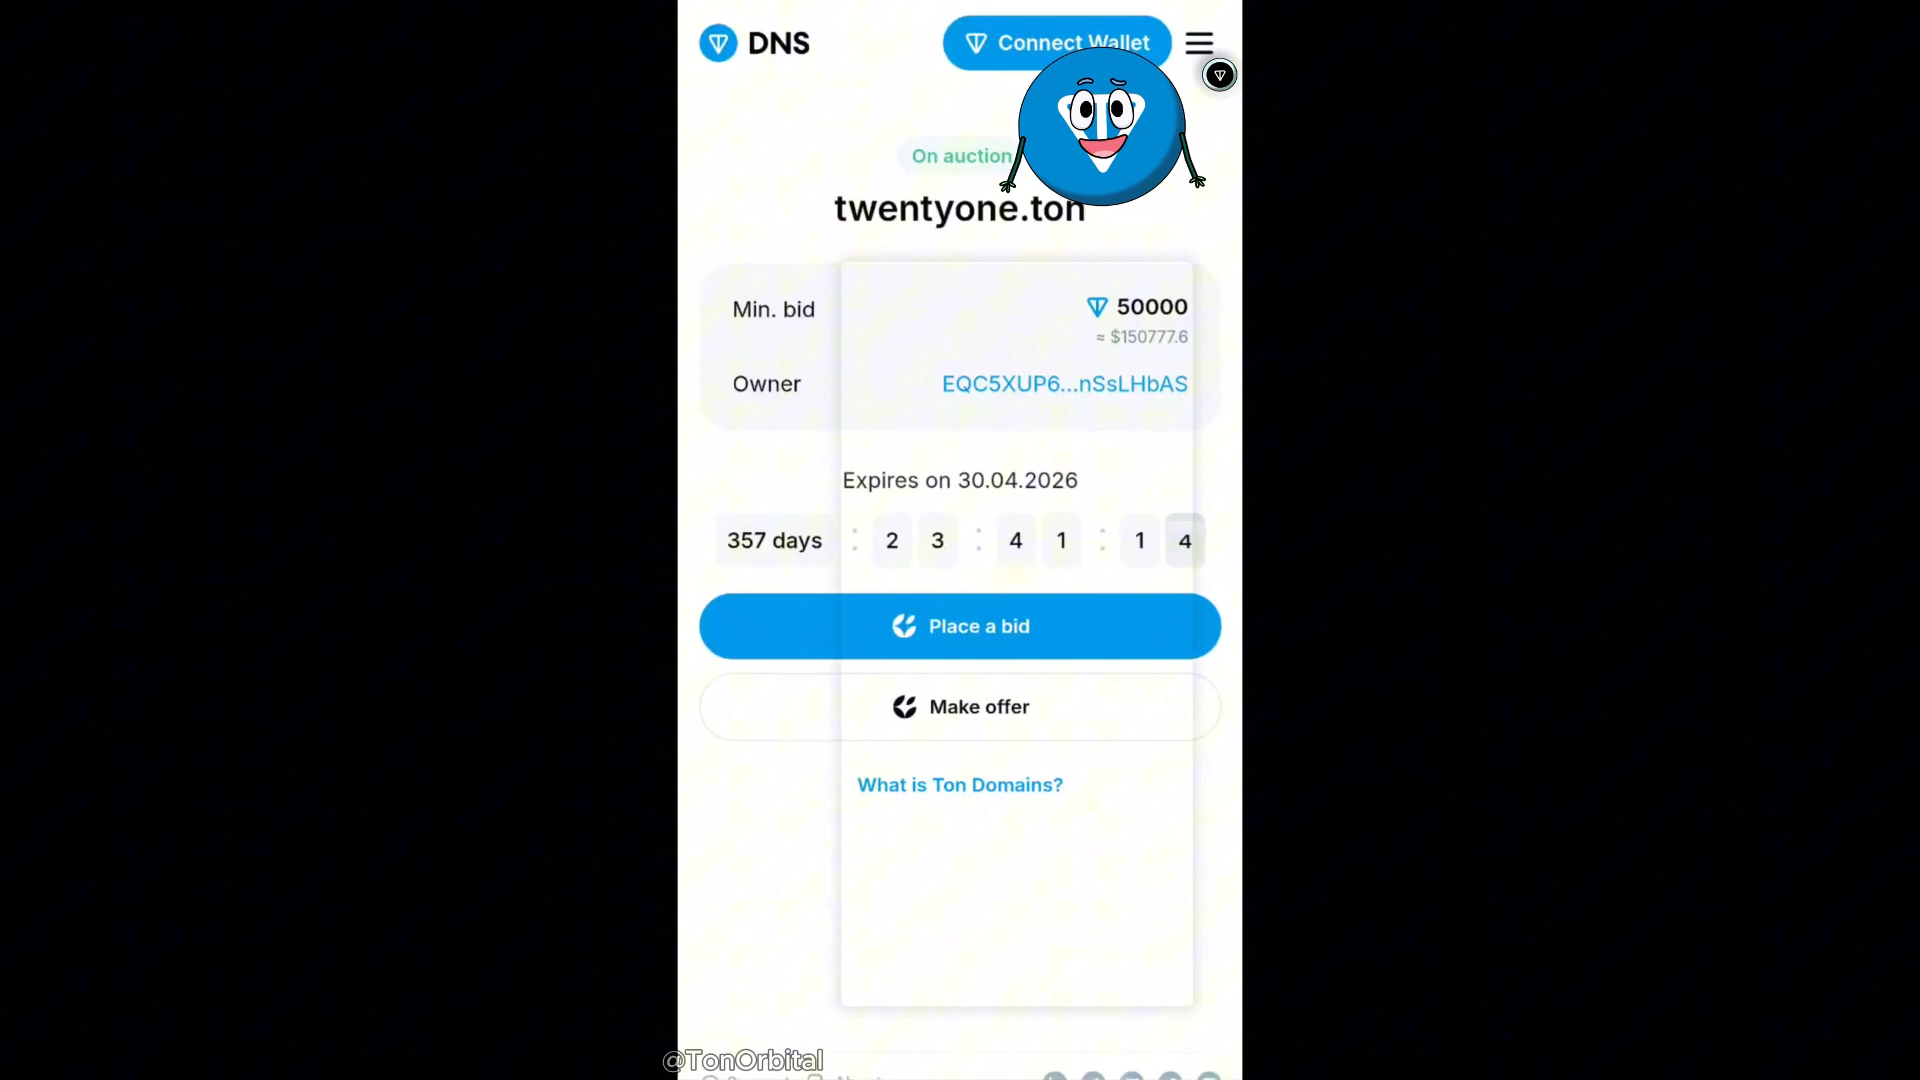 DNS
Connect Wallet
On auction
twentyone.ton
Min. bid
50000
≈ $150777.6
Owner
EQC5XUP6...nSsLHbAS
Expires on 30.04.2026
357 days : 2 3 : 4 1 : 1 4
Place a bid
Make offer
What is Ton Domains?
@TonOrbital